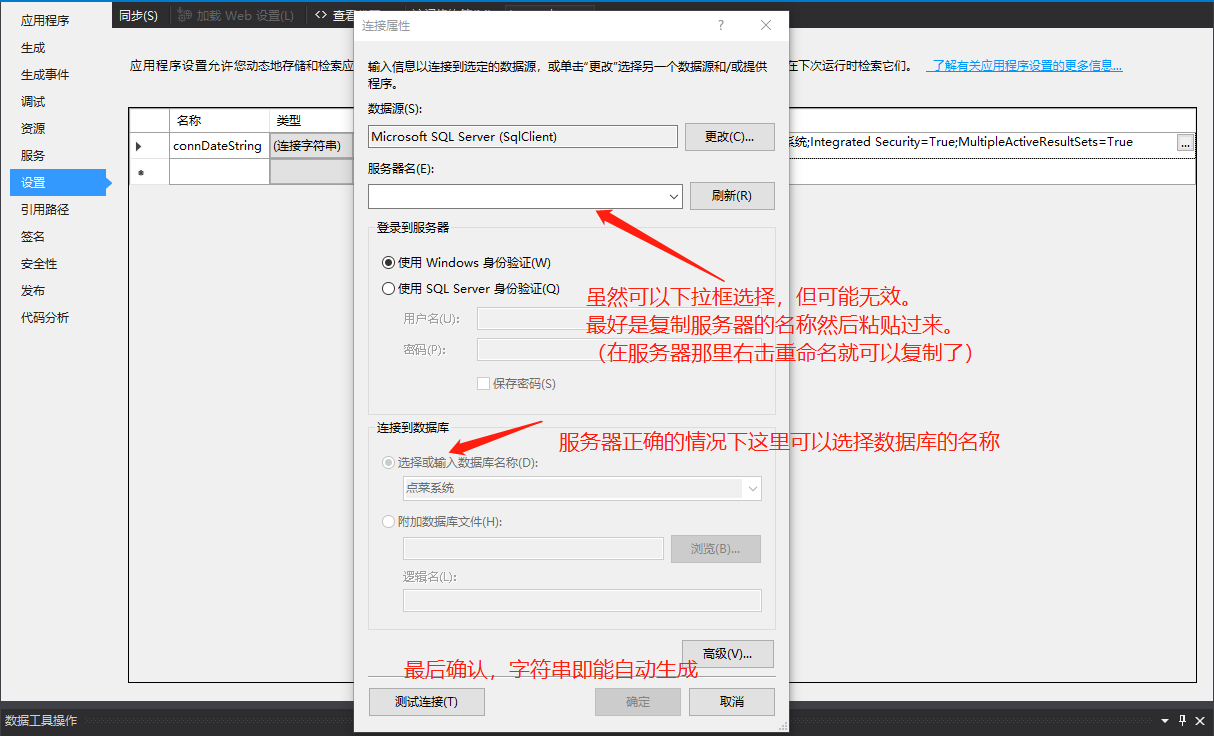 应用程序
生成
生成事件
调试
资源
服务
设置
引用路径
签名
安全性
发布
代码分析
同步(S)
加载 Web 设置(L)
<> 查看
应用程序设置允许您动态地存储和检索应
在下次运行时检索它们。
了解有关应用程序设置的更多信息...
名称
类型
connDateString
(连接字符串)
系统;Integrated Security=True;MultipleActiveResultSets=True
...
连接属性
?
输入信息以连接到选定的数据源，或单击“更改”选择另一个数据源和/或提供
程序。
数据源(S):
Microsoft SQL Server (SqlClient)
更改(C)...
服务器名(E):
刷新(R)
登录到服务器
使用 Windows 身份验证(W)
使用 SQL Server 身份验证(Q)
用户名(U):
密码(P):
保存密码(S)
虽然可以下拉框选择，但可能无效。
最好是复制服务器的名称然后粘贴过来。
（在服务器那里右击重命名就可以复制了）
连接到数据库
服务器正确的情况下这里可以选择数据库的名称
选择或输入数据库名称(D):
点菜系统
附加数据库文件(H):
浏览(B)...
逻辑名(L):
高级(V)...
最后确认，字符串即能自动生成
测试连接(T)
确定
取消
数据工具操作